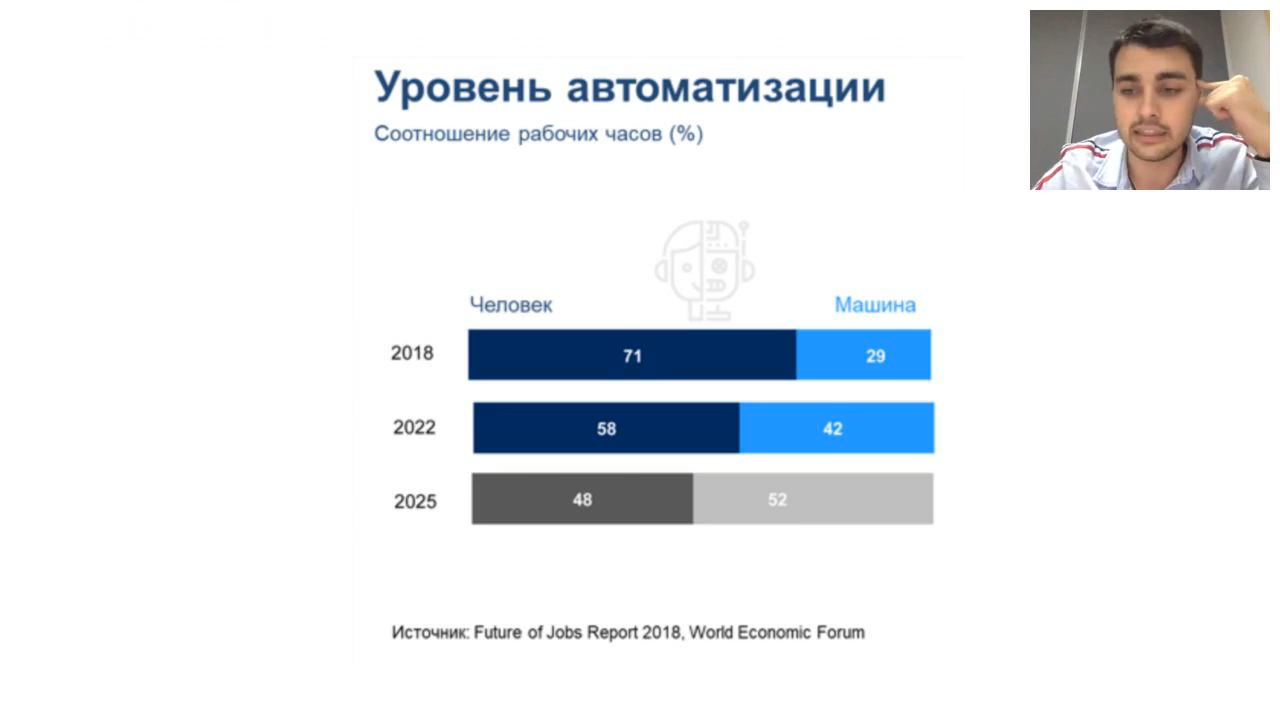 Уровень автоматизации
Соотношение рабочих часов (%)
Человек Машина
2018 71 29
2022 58 42
2025 48 52
Источник: Future of Jobs Report 2018, World Economic Forum